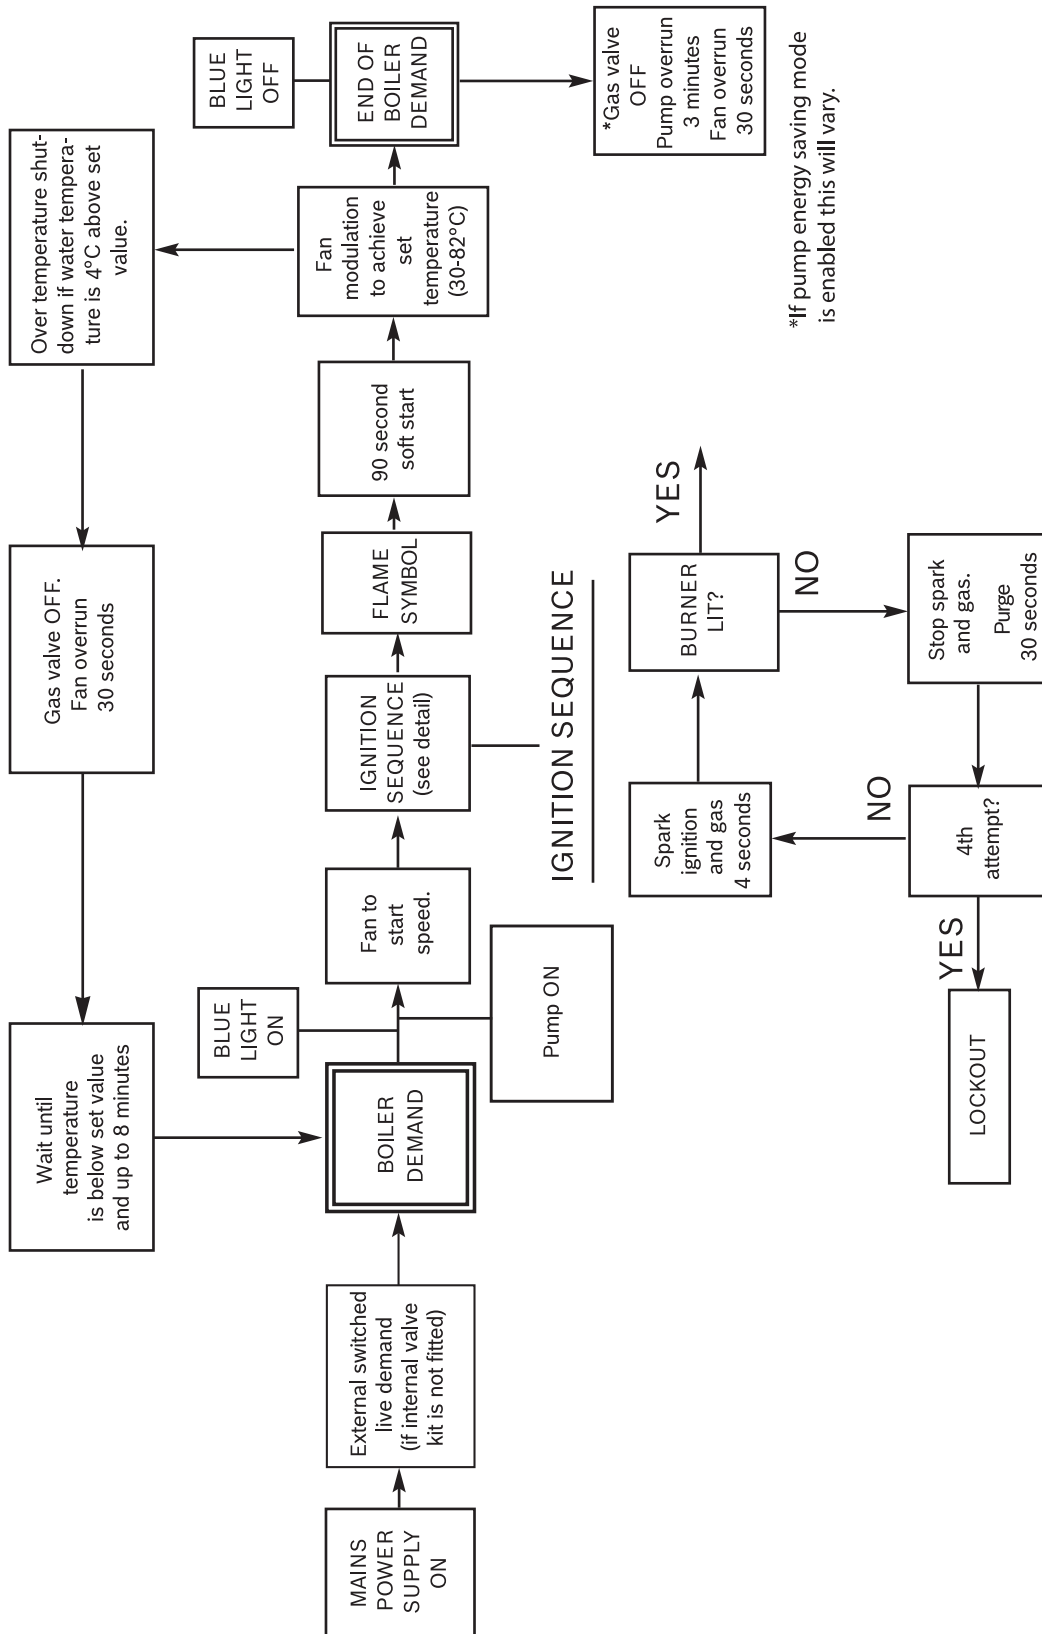 Wait until
temperature
is below set value
and up to 8 minutes
Gas valve OFF.
Fan overrun
30 seconds
Over temperature shut-
down if water tempera-
ture is 4°C above set
value.
BLUE
LIGHT
ON
BLUE
LIGHT
OFF
MAINS
POWER
SUPPLY
ON
External switched
live demand
(if internal valve
kit is not fitted)
BOILER
DEMAND
Fan to
start
speed.
IGNITION
SEQUENCE
(see detail)
FLAME
SYMBOL
90 second
soft start
Fan
modulation
to achieve
set
temperature
(30-82°C)
END OF
BOILER
DEMAND
Pump ON
*Gas valve
OFF
Pump overrun
3 minutes
Fan overrun
30 seconds
IGNITION SEQUENCE
Spark
ignition
and gas
4 seconds
BURNER
LIT?
YES
NO
*If pump energy saving mode
is enabled this will vary.
LOCKOUT
YES
4th
attempt?
NO
Stop spark
and gas.
Purge
30 seconds